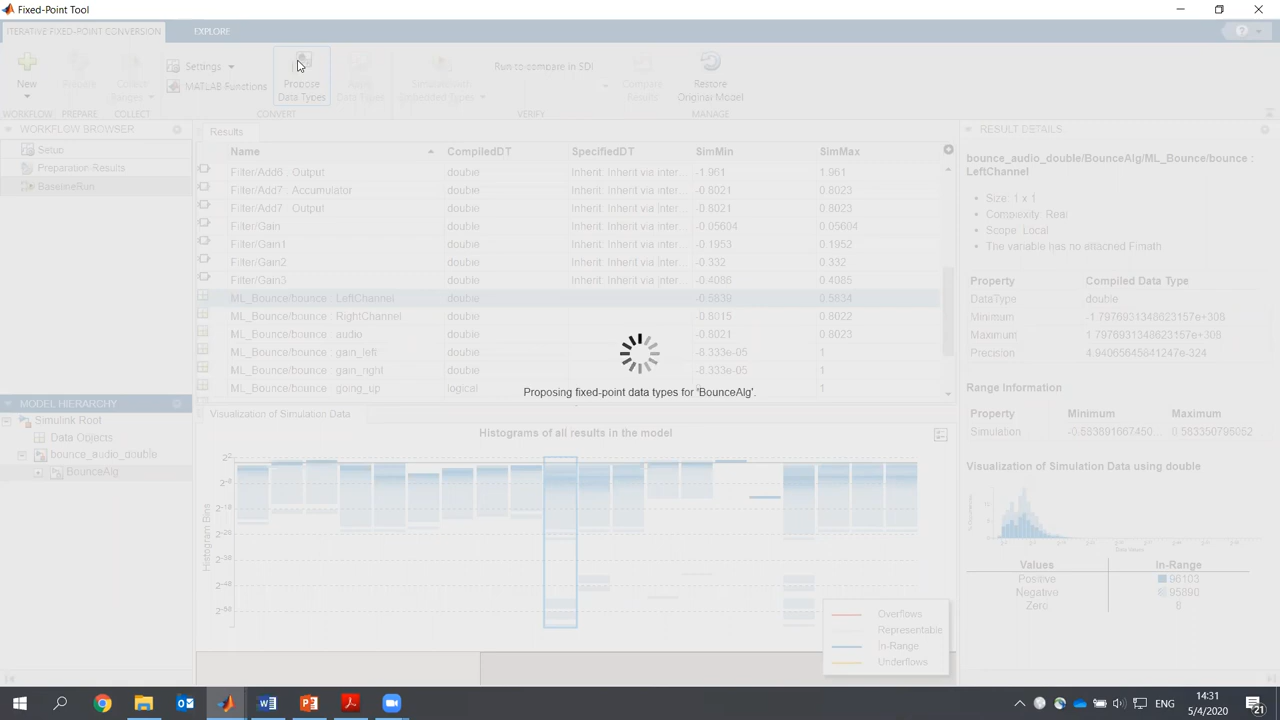 Fixed-Point Tool
ITERATIVE FIXED-POINT CONVERSION
EXPLORE
New
Prepare
Collect
Ranges
Settings
MATLAB Functions
Propose
Data Types
Apply
Data Types
Simulate with
Embedded Types
Run to compare in SDI
Compare
Results
Restore
Original Model
WORKFLOW
PREPARE
COLLECT
CONVERT
VERIFY
MANAGE
WORKFLOW BROWSER
Setup
Preparation Results
BaselineRun
MODEL HIERARCHY
Simulink Root
Data Objects
bounce_audio_double
BounceAlg
Results
Name CompiledDT SpecifiedDT SimMin SimMax
Filter/Add6 : Output double Inherit: Inherit via inter... -1.961 1.961
Filter/Add7 : Accumulator double Inherit: Inherit via inter... -0.8021 0.8023
Filter/Add7 : Output double Inherit: Inherit via inter... -0.8021 0.8023
Filter/Gain double Inherit: Inherit via inter... -0.05604 0.05604
Filter/Gain1 double Inherit: Inherit via inter... -0.1953 0.1952
Filter/Gain2 double Inherit: Inherit via inter... -0.332 0.332
Filter/Gain3 double Inherit: Inherit via inter... -0.4086 0.4085
ML_Bounce/bounce : LeftChannel double -0.5839 0.5834
ML_Bounce/bounce : RightChannel double -0.8015 0.8022
ML_Bounce/bounce : audio double -0.8021 0.8023
ML_Bounce/bounce : gain_left double -8.333e-05 1
ML_Bounce/bounce : gain_right double -8.333e-05 1
ML_Bounce/bounce : going_up logical 1
Proposing fixed-point data types for 'BounceAlg'.
Visualization of Simulation Data
Histograms of all results in the model
Histogram Bins
Overflows
Representable
In-Range
Underflows
RESULT DETAILS
bounce_audio_double/BounceAlg/ML_Bounce/bounce :
LeftChannel
• Size: 1 x 1
• Complexity: Real
• Scope: Local
• The variable has no attached Fimath
Property Compiled Data Type
DataType double
Minimum -1.7976931348623157e+308
Maximum 1.7976931348623157e+308
Precision 4.94065645841247e-324
Range Information
Property Minimum Maximum
Simulation -0.583891667450... 0.583350795052
Visualization of Simulation Data using double
Values In-Range
Positive 96103
Negative 95890
Zero 8
ENG
14:31
5/4/2020
21